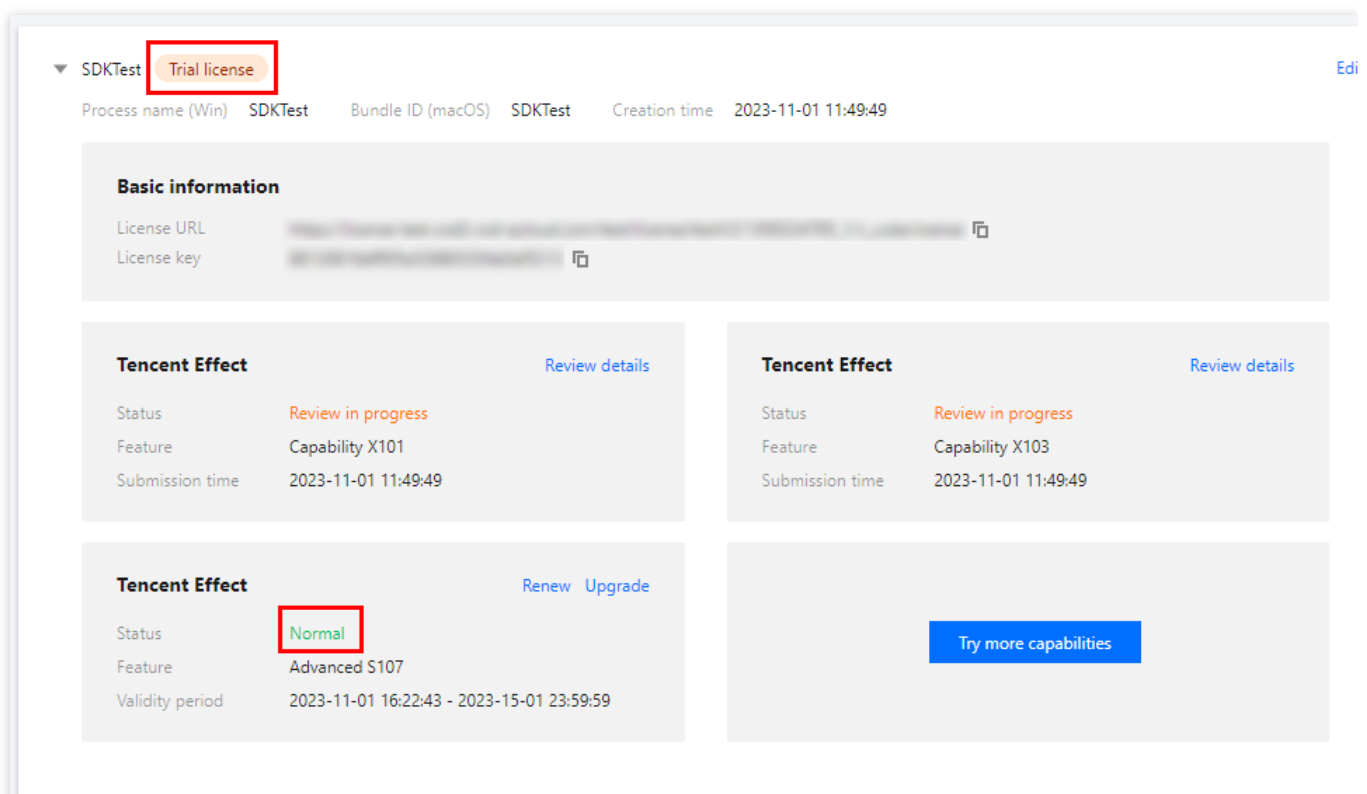 SDKTest Trial license Edi
Process name (Win) SDKTest Bundle ID (macOS) SDKTest Creation time 2023-11-01 11:49:49
Basic information
License URL
License key
Tencent Effect Review details
Status Review in progress
Feature Capability X101
Submission time 2023-11-01 11:49:49
Tencent Effect Review details
Status Review in progress
Feature Capability X103
Submission time 2023-11-01 11:49:49
Tencent Effect Renew Upgrade
Status Normal
Feature Advanced S107
Validity period 2023-11-01 16:22:43 - 2023-15-01 23:59:59
Try more capabilities